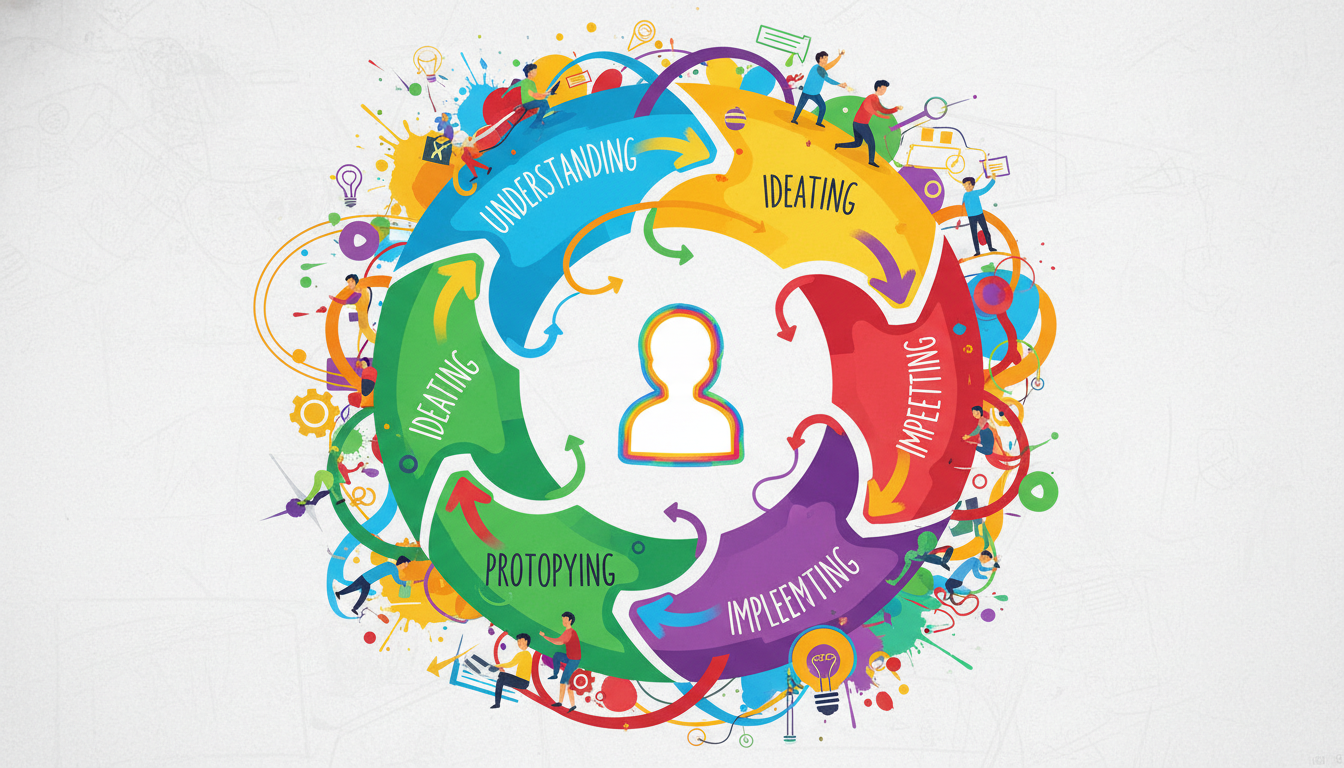 UNDERSTANDING
IDEATING
IMPEETTING
IMPLEEMTING
PROTOPYING
IDEATING